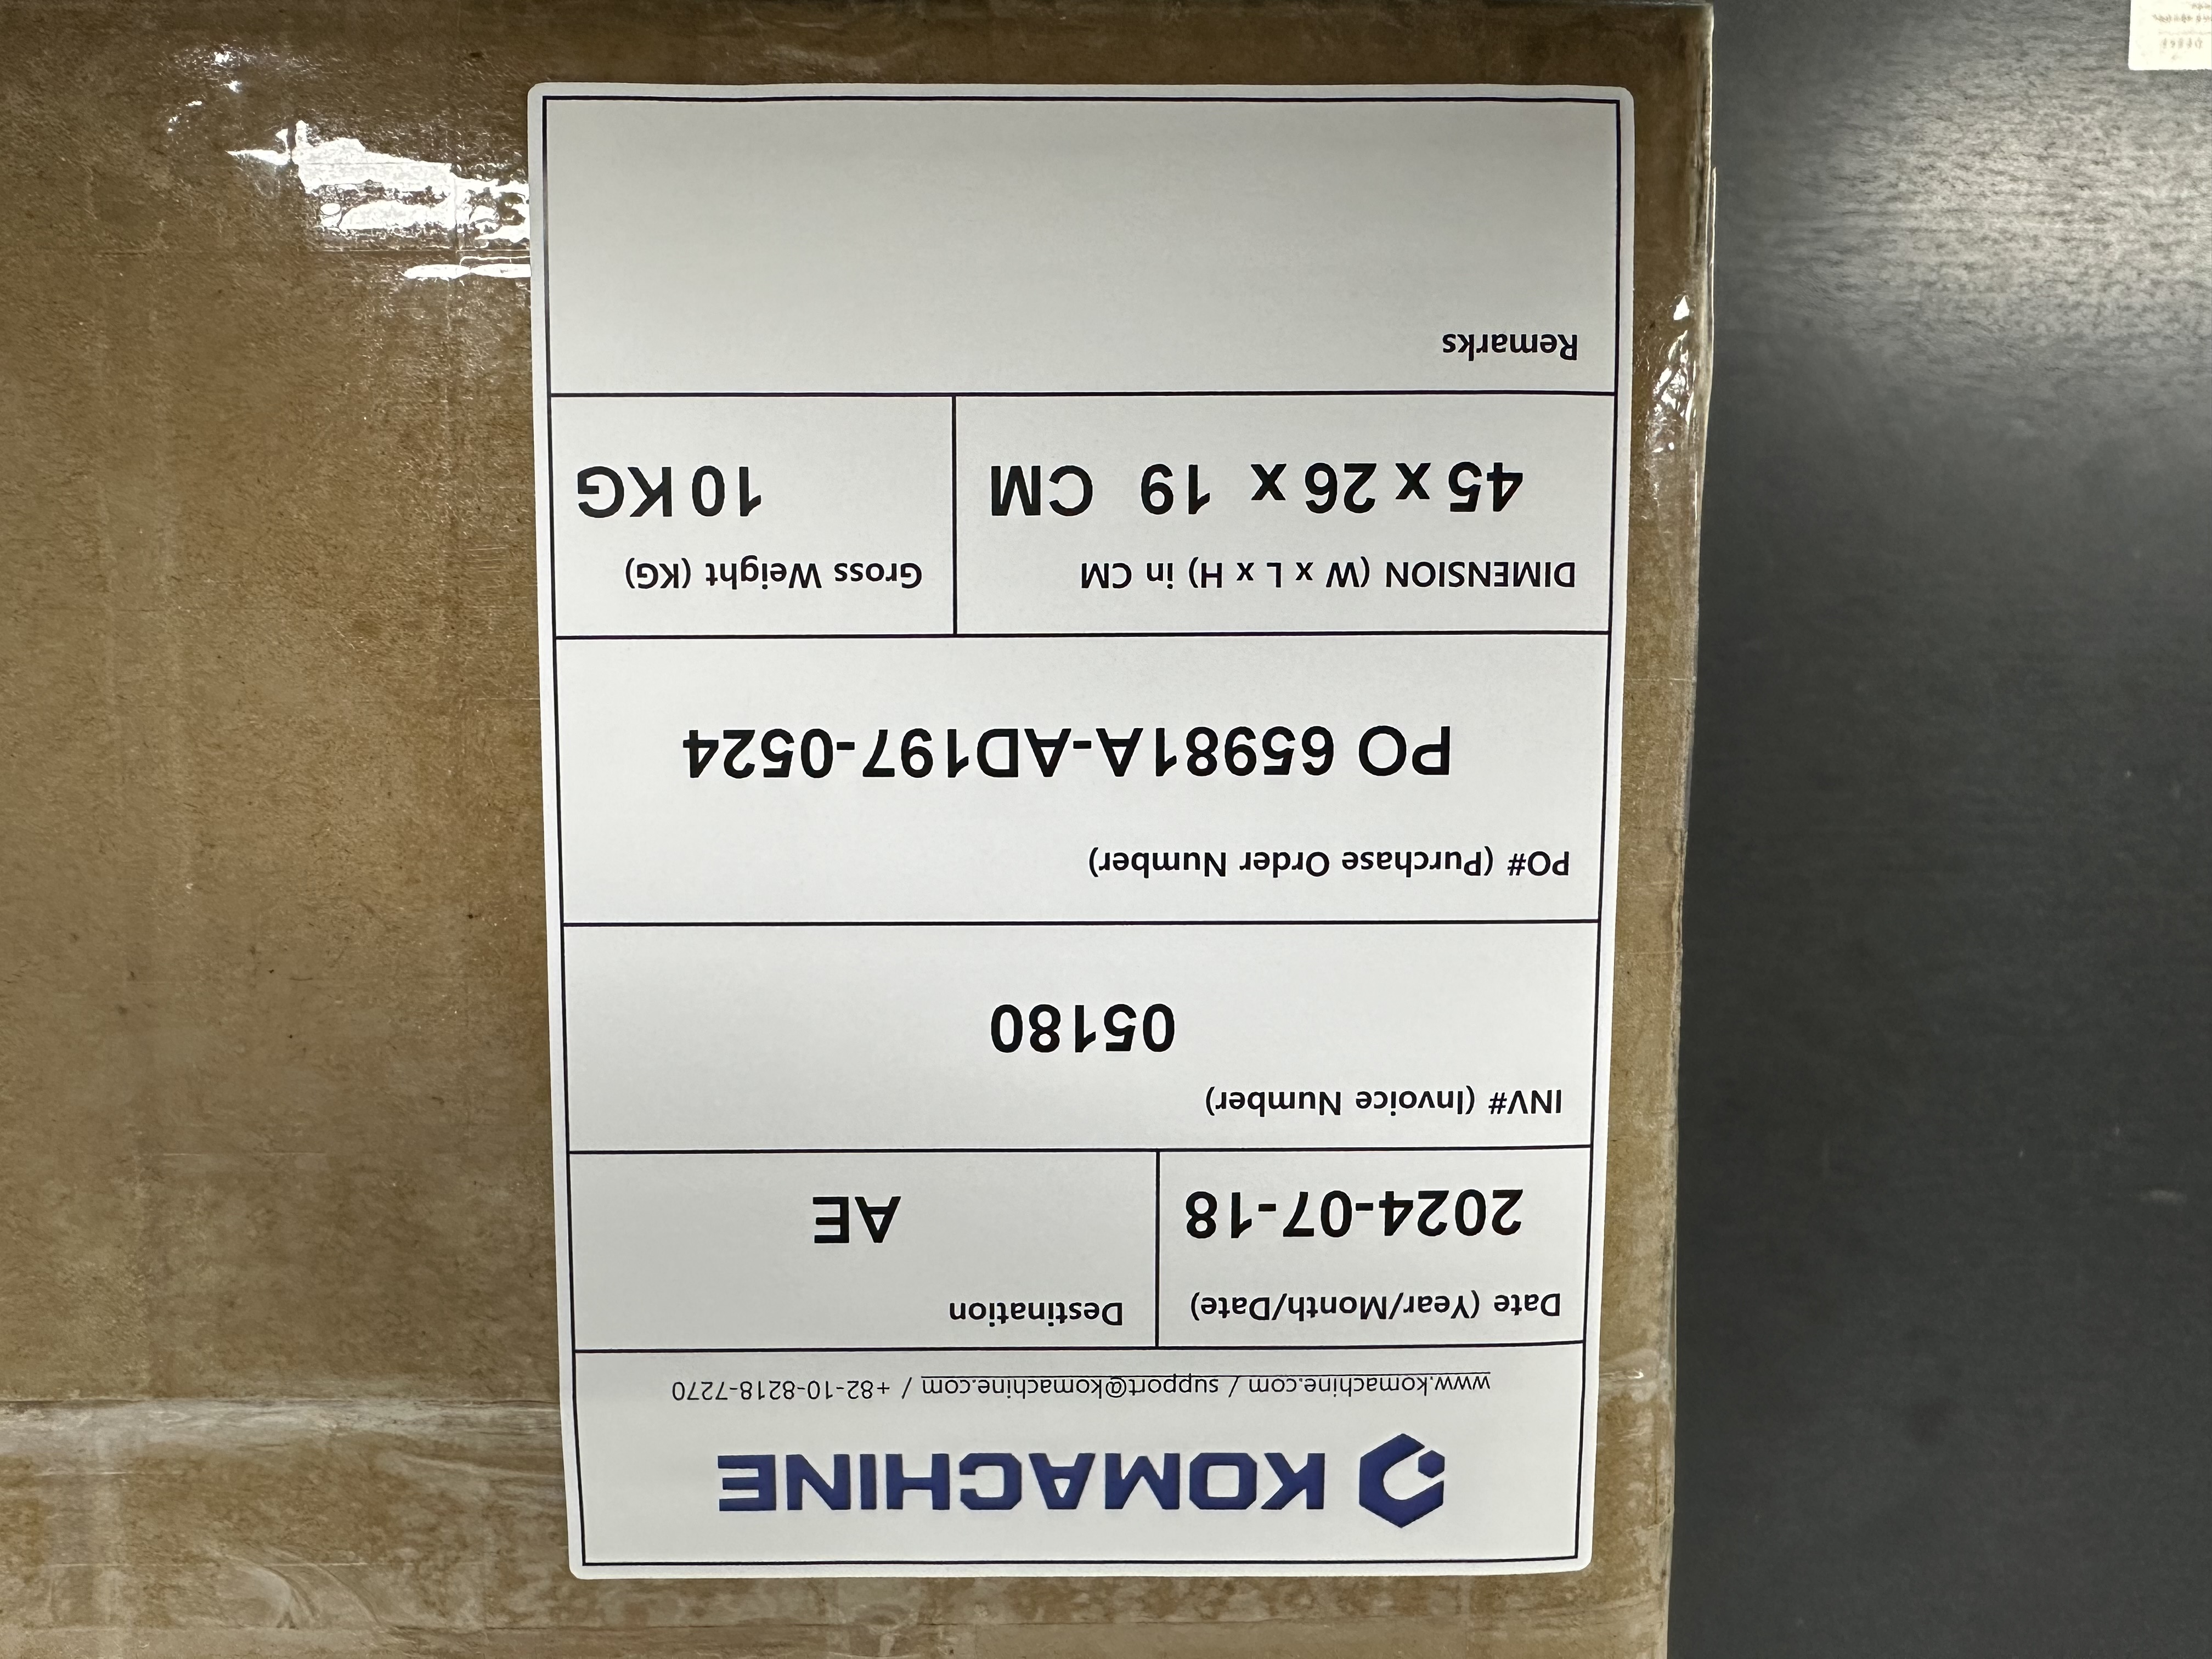 KOMACHINE
www.komachine.com / support@komachine.com / +82-10-8218-7270
Date (Year/Month/Date)
2024-07-18
Destination
AE
INV# (Invoice Number)
05180
PO# (Purchase Order Number)
PO 65981A-AD197-0524
DIMENSION (W x L x H) in CM
45 x 26 x 19 CM
Gross Weight (KG)
10 KG
Remarks